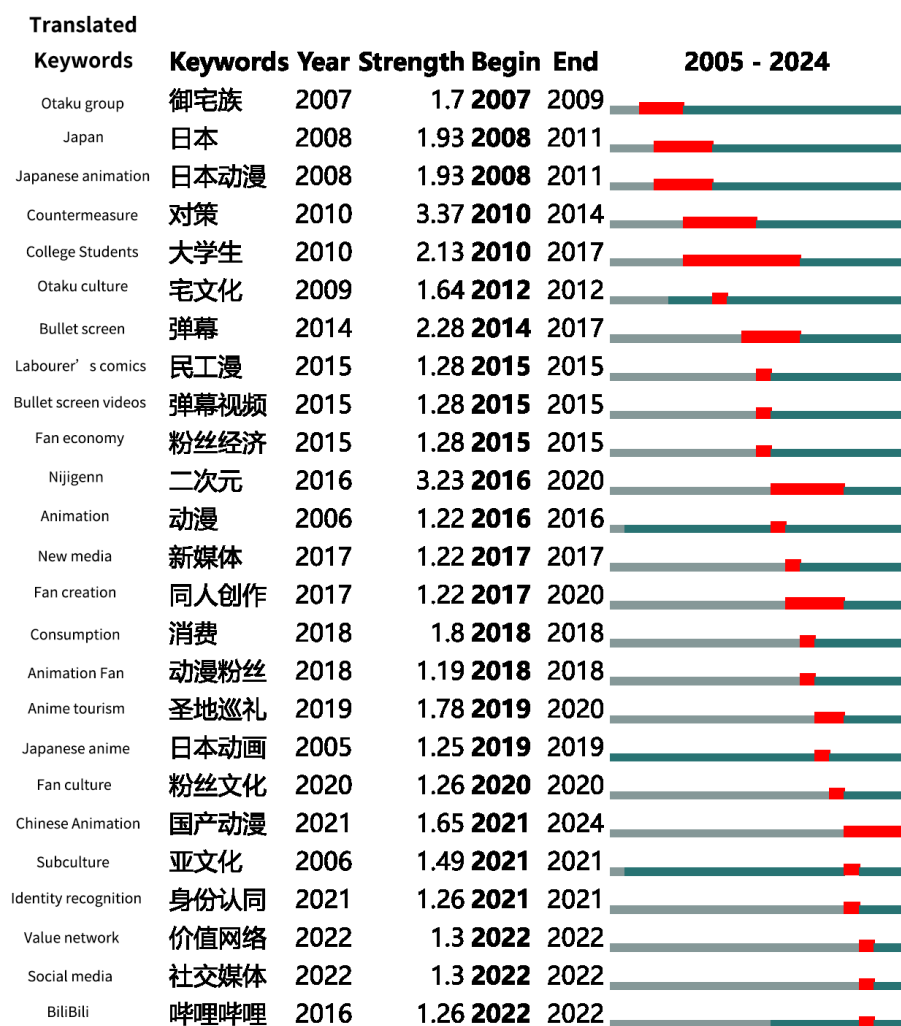 Translated
Keywords Keywords Year Strength Begin End 2005 - 2024
Otaku group 御宅族 2007 1.7 2007 2009
Japan 日本 2008 1.93 2008 2011
Japanese animation 日本动漫 2008 1.93 2008 2011
Countermeasure 对策 2010 3.37 2010 2014
College Students 大学生 2010 2.13 2010 2017
Otaku culture 宅文化 2009 1.64 2012 2012
Bullet screen 弹幕 2014 2.28 2014 2017
Labourer’s comics 民工漫 2015 1.28 2015 2015
Bullet screen videos 弹幕视频 2015 1.28 2015 2015
Fan economy 粉丝经济 2015 1.28 2015 2015
Nijigenn 二次元 2016 3.23 2016 2020
Animation 动漫 2006 1.22 2016 2016
New media 新媒体 2017 1.22 2017 2017
Fan creation 同人创作 2017 1.22 2017 2020
Consumption 消费 2018 1.8 2018 2018
Animation Fan 动漫粉丝 2018 1.19 2018 2018
Anime tourism 圣地巡礼 2019 1.78 2019 2020
Japanese anime 日本动画 2005 1.25 2019 2019
Fan culture 粉丝文化 2020 1.26 2020 2020
Chinese Animation 国产动漫 2021 1.65 2021 2024
Subculture 亚文化 2006 1.49 2021 2021
Identity recognition 身份认同 2021 1.26 2021 2021
Value network 价值网络 2022 1.3 2022 2022
Social media 社交媒体 2022 1.3 2022 2022
BiliBili 哔哩哔哩 2016 1.26 2022 2022